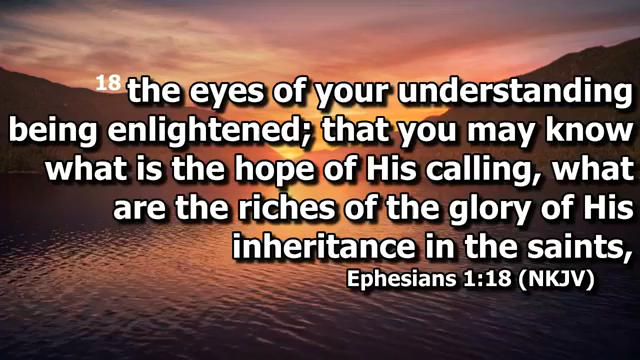 18 the eyes of your understanding
being enlightened; that you may know
what is the hope of His calling, what
are the riches of the glory of His
inheritance in the saints,
Ephesians 1:18 (NKJV)